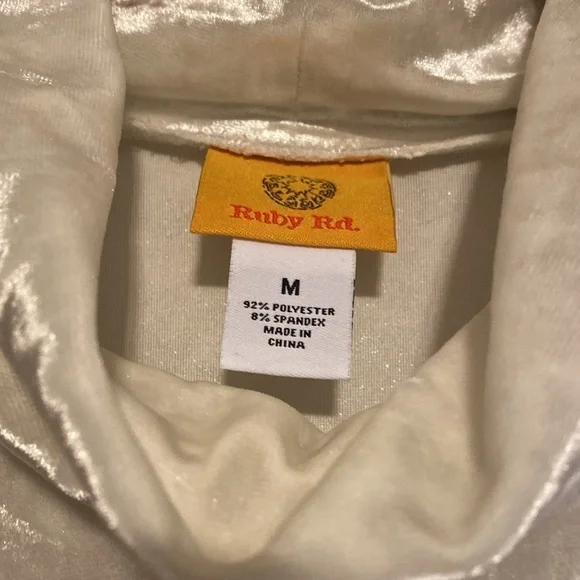 Ruby Rd.
M
92% POLYESTER
8% SPANDEX
MADE IN
CHINA